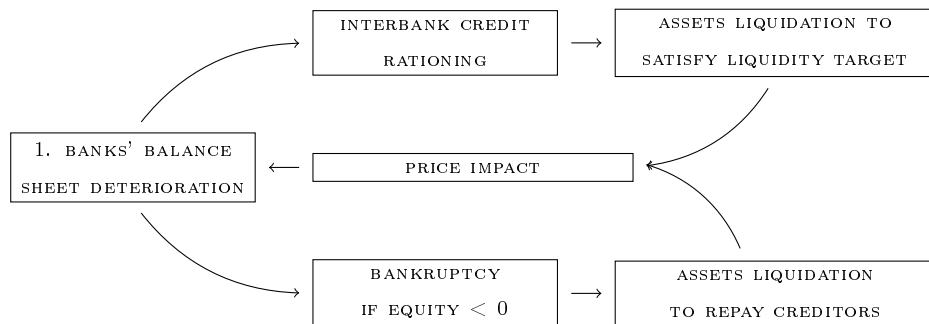 INTERBANK CREDIT
RATIONING
ASSETS LIQUIDATION TO
SATISFY LIQUIDITY TARGET
1. BANKS' BALANCE
SHEET DETERIORATION
PRICE IMPACT
BANKRUPTCY
IF EQUITY < 0
ASSETS LIQUIDATION
TO REPAY CREDITORS